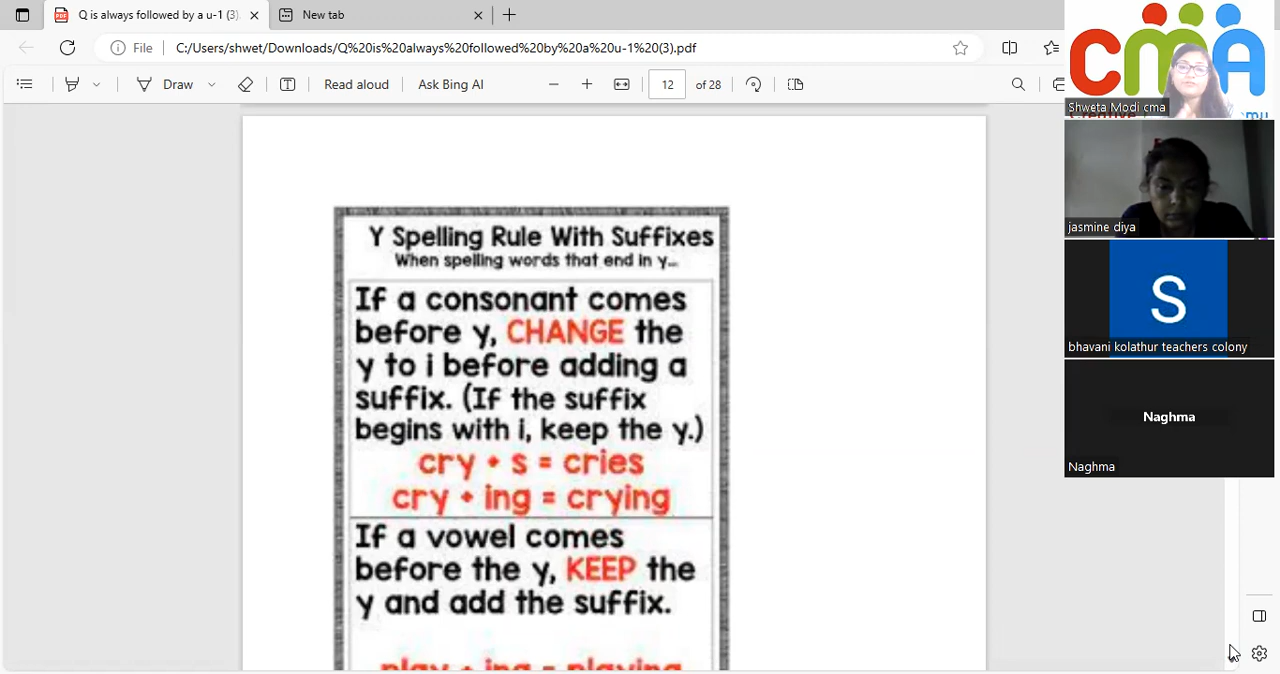 Q is always followed by a u-1 (3).
New tab
File
C:/Users/shwet/Downloads/Q%20is%20always%20followed%20by%20a%20u-1%20(3).pdf
Draw
Read aloud
Ask Bing AI
12
of 28
Y Spelling Rule With Suffixes
When spelling words that end in y...
If a consonant comes
before y, CHANGE the
y to i before adding a
suffix. (If the suffix
begins with i, keep the y.)
cry + s = cries
cry + ing = crying
If a vowel comes
before the y, KEEP the
y and add the suffix.
play + ing = playing
cma
Shweta Modi cma
jasmine diya
S
bhavani kolathur teachers colony
Naghma
Naghma